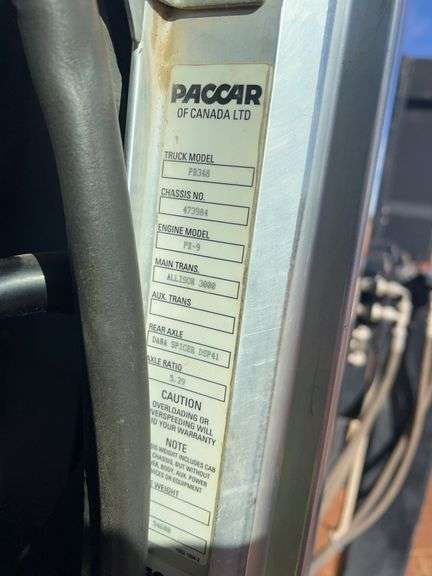 PACCAR
OF CANADA LTD
TRUCK MODEL
PB348
CHASSIS NO.
473984
ENGINE MODEL
PX-9
MAIN TRANS.
ALLISON 3000
AUX. TRANS
REAR AXLE
DANA SPICER DSP41
AXLE RATIO
5.29
CAUTION
OVERLOADING OR
OVERSPEEDING WILL
YOUR WARRANTY
NOTE
WEIGHT INCLUDES CAB
CHASSIS, BUT WITHOUT
BODY, AUX. POWER
OR EQUIPMENT
WEIGHT